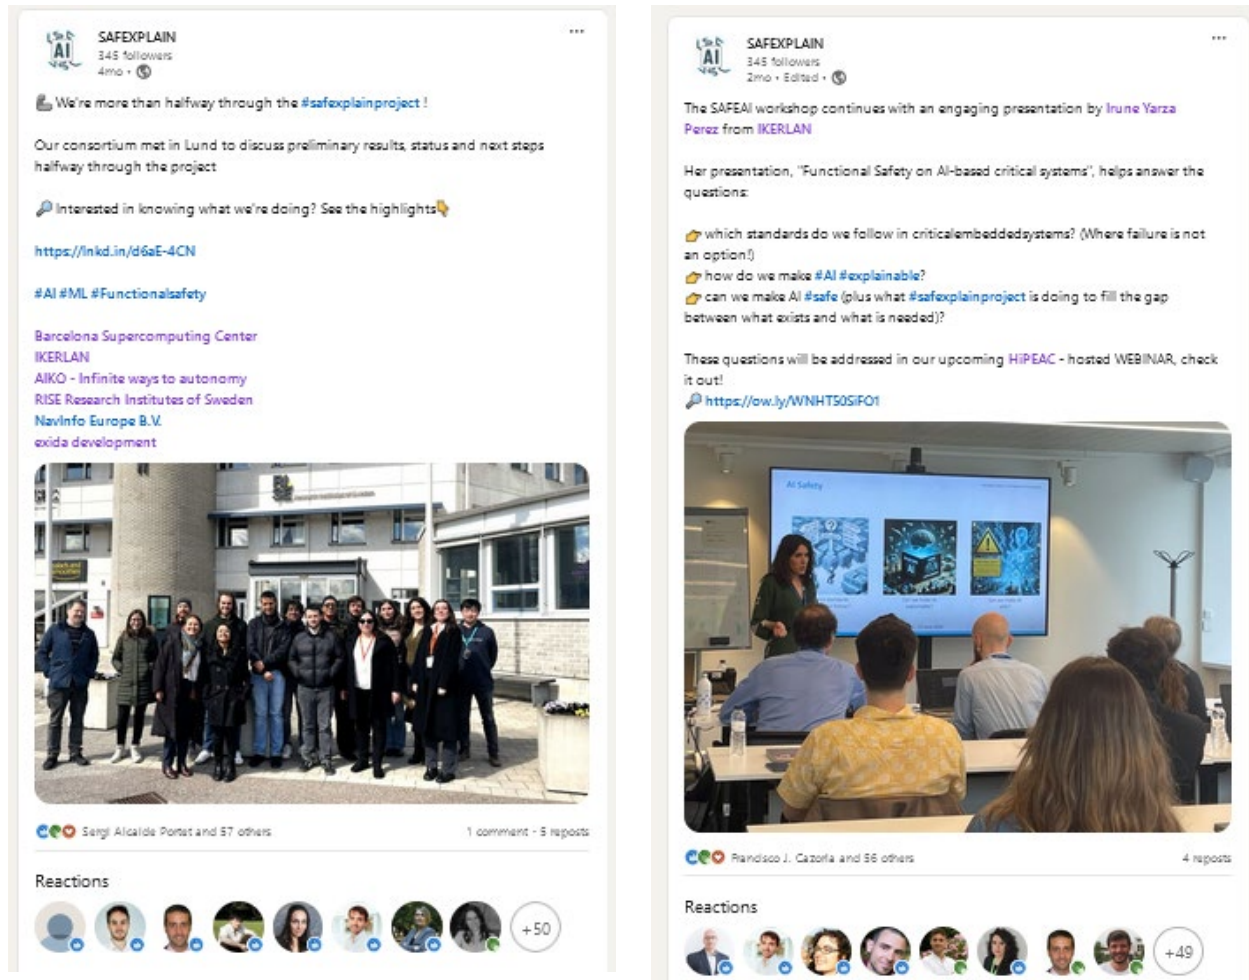 SAFEXPLAIN
345 followers
4mo •
We're more than halfway through the #safexplainproject !
Our consortium met in Lund to discuss preliminary results, status and next steps
halfway through the project
Interested in knowing what we're doing? See the highlights
https://lnkd.in/d6aE-4CN
#AI #ML #Functionalsafety
Barcelona Supercomputing Center
IKERLAN
AIKO - Infinite ways to autonomy
RISE Research Institutes of Sweden
NavInfo Europe B.V.
exida development
Sergi Alcalde Portet and 57 others
1 comment · 5 reposts
Reactions
+50
SAFEXPLAIN
345 followers
2mo • Edited •
The SAFEAI workshop continues with an engaging presentation by Irune Yarza
Perez from IKERLAN
Her presentation, "Functional Safety on AI-based critical systems", helps answer the
questions:
which standards do we follow in criticalembeddedsystems? (Where failure is not
an option!)
how do we make #AI #explainable?
can we make AI #safe (plus what #safexplainproject is doing to fill the gap
between what exists and what is needed)?
These questions will be addressed in our upcoming HiPEAC - hosted WEBINAR, check
it out!
https://ow.ly/WNHT50SiFO1
AI Safety
Francisco J. Cazorla and 56 others
4 reposts
Reactions
+49